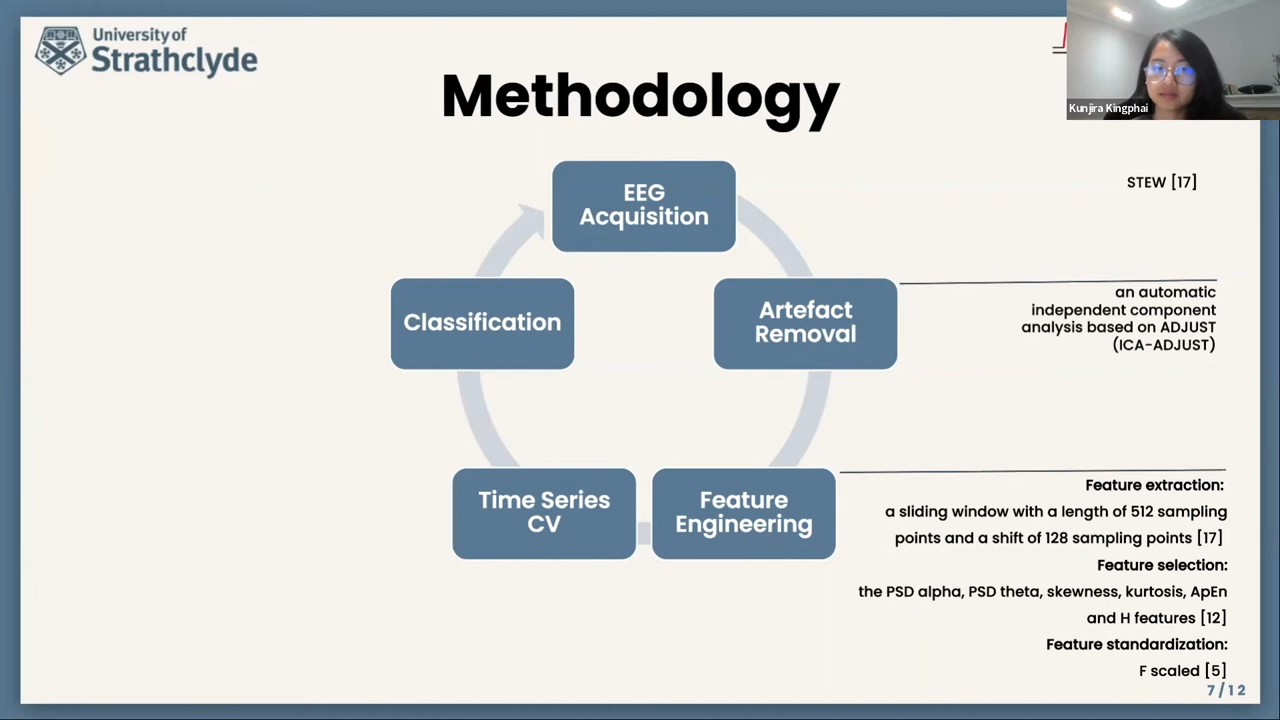 University of
Strathclyde
Methodology
Kunjira Kingphai
EEG
Acquisition
STEW [17]
Artefact
Removal
an automatic
independent component
analysis based on ADJUST
(ICA-ADJUST)
Classification
Time Series
CV
Feature
Engineering
Feature extraction:
a sliding window with a length of 512 sampling
points and a shift of 128 sampling points [17]
Feature selection:
the PSD alpha, PSD theta, skewness, kurtosis, ApEn
and H features [12]
Feature standardization:
F scaled [5]
7/12